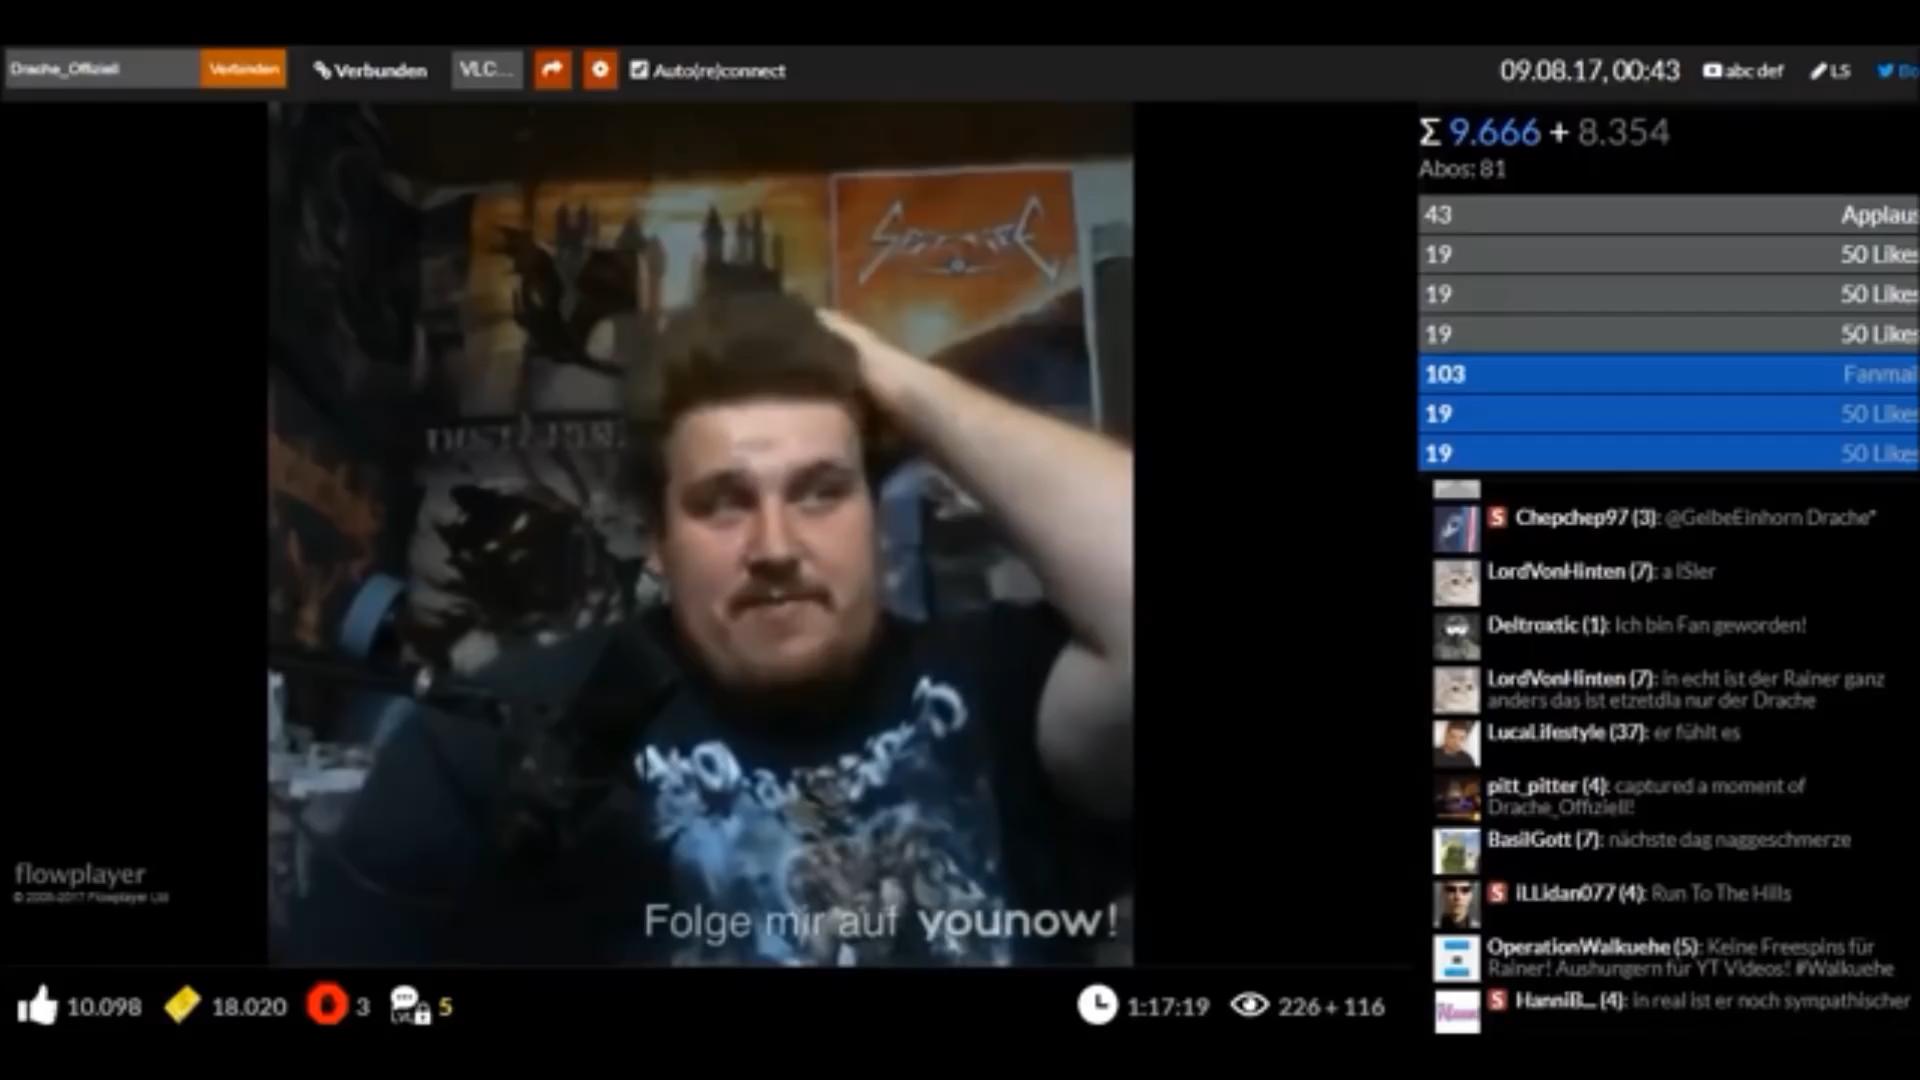 Drache_Offiziell Verbinden Verbunden VLC... Auto(re)connect 09.08.17, 00:43 abc def LS Bo
Σ 9.666 + 8.354
Abos: 81
43 Applaus
19 50 Likes
19 50 Likes
19 50 Likes
103 Fanmai
19 50 Likes
19 50 Likes
S Chepchep97 (3): @GelbeEinhorn Drache*
LordVonHinten (7): a ISler
Deltroxtic (1): Ich bin Fan geworden!
LordVonHinten (7): in echt ist der Rainer ganz
anders das ist etzetdla nur der Drache
LucaLifestyle (37): er fühlt es
pitt_pitter (4): captured a moment of
Drache_Offiziell!
BasilGott (7): nächste dag naggeschmerze
S iLLidan077 (4): Run To The Hills
OperationWalkuehe (5): Keine Freespins für
Rainer! Aushungern für YT Videos! #Walkuehe
S HanniB... (4): in real ist er noch sympathischer
flowplayer
Folge mir auf younow!
10.098 18.020 3 5 1:17:19 226 + 116